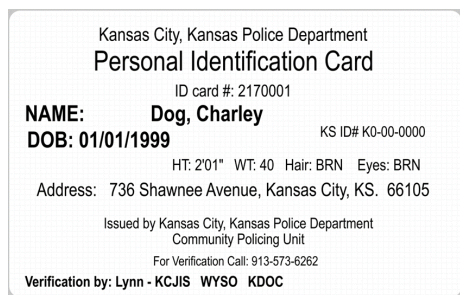 Kansas City, Kansas Police Department
Personal Identification Card
ID card #: 2170001
NAME: Dog, Charley
DOB: 01/01/1999 KS ID# K0-00-0000
HT: 2'01" WT: 40 Hair: BRN Eyes: BRN
Address: 736 Shawnee Avenue, Kansas City, KS. 66105
Issued by Kansas City, Kansas Police Department
Community Policing Unit
For Verification Call: 913-573-6262
Verification by: Lynn - KCJIS WYSO KDOC